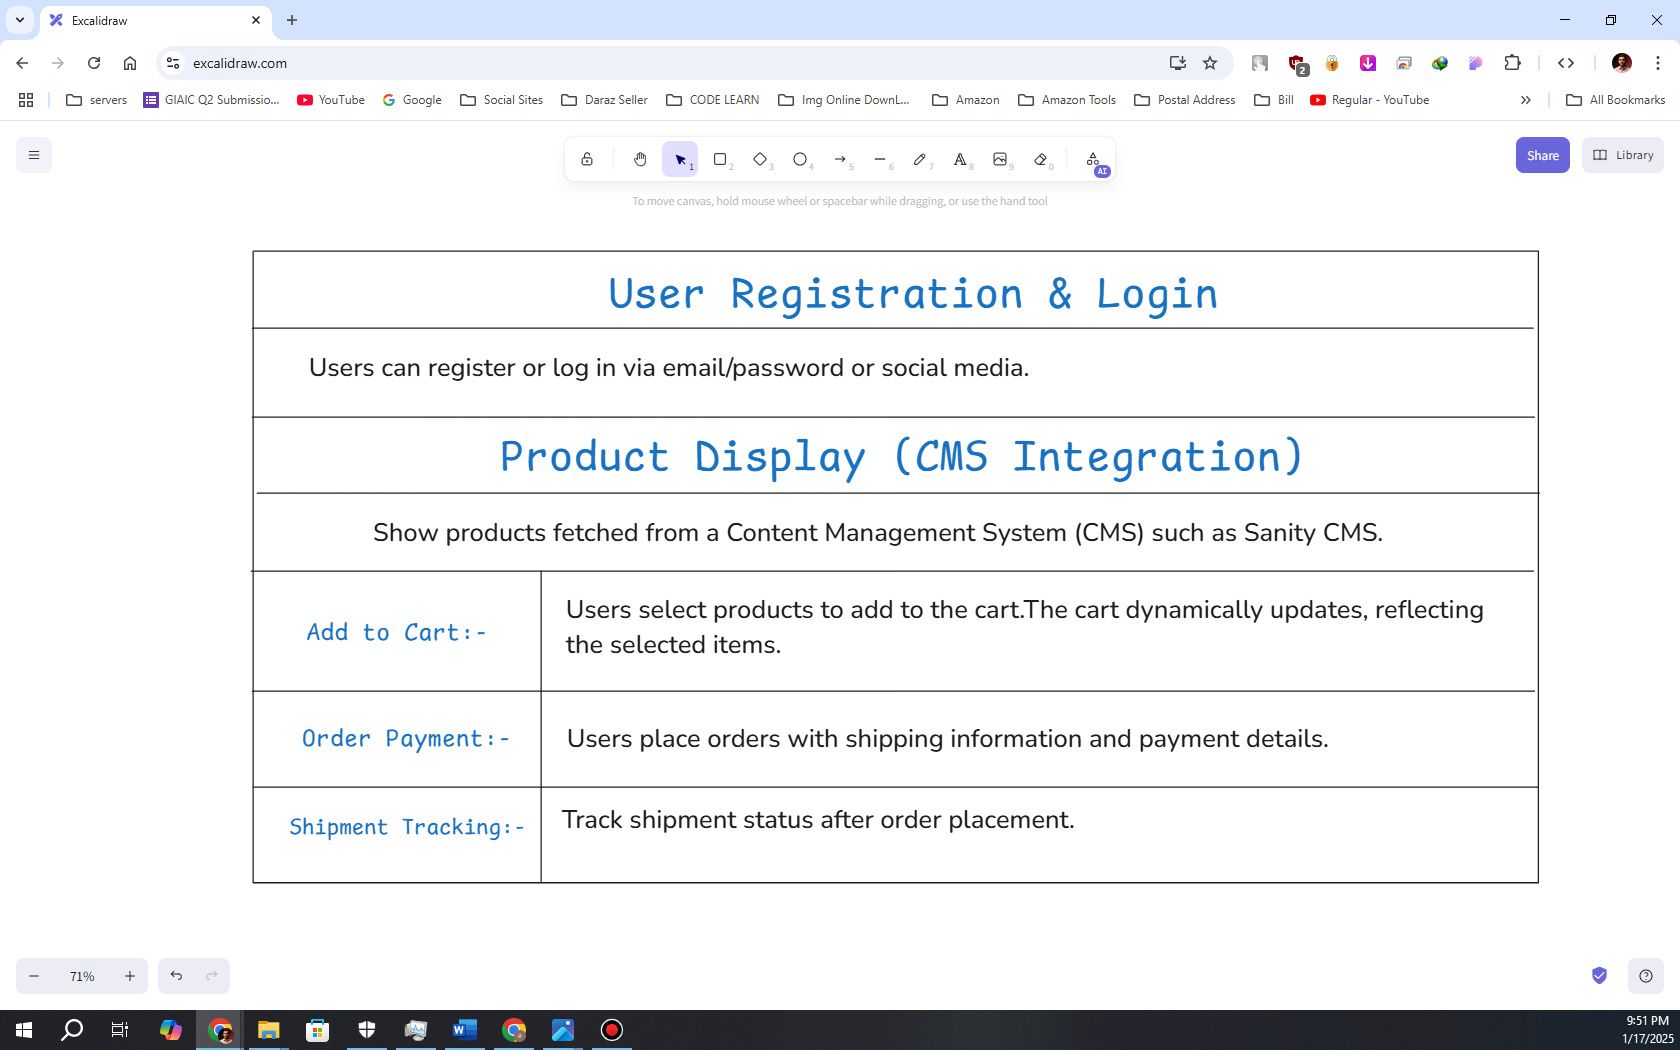 Excalidraw
excalidraw.com
2
servers
GIAIC Q2 Submissio...
YouTube
Google
Social Sites
Daraz Seller
CODE LEARN
Img Online DownL...
Amazon
Amazon Tools
Postal Address
Bill
Regular - YouTube
All Bookmarks
1
2
3
4
5
6
7
A
8
9
0
AI
Share
Library
To move canvas, hold mouse wheel or spacebar while dragging, or use the hand tool
User Registration & Login
Users can register or log in via email/password or social media.
Product Display (CMS Integration)
Show products fetched from a Content Management System (CMS) such as Sanity CMS.
Add to Cart:-
Users select products to add to the cart.The cart dynamically updates, reflecting
the selected items.
Order Payment:-
Users place orders with shipping information and payment details.
Shipment Tracking:-
Track shipment status after order placement.
71%
9:51 PM
1/17/2025